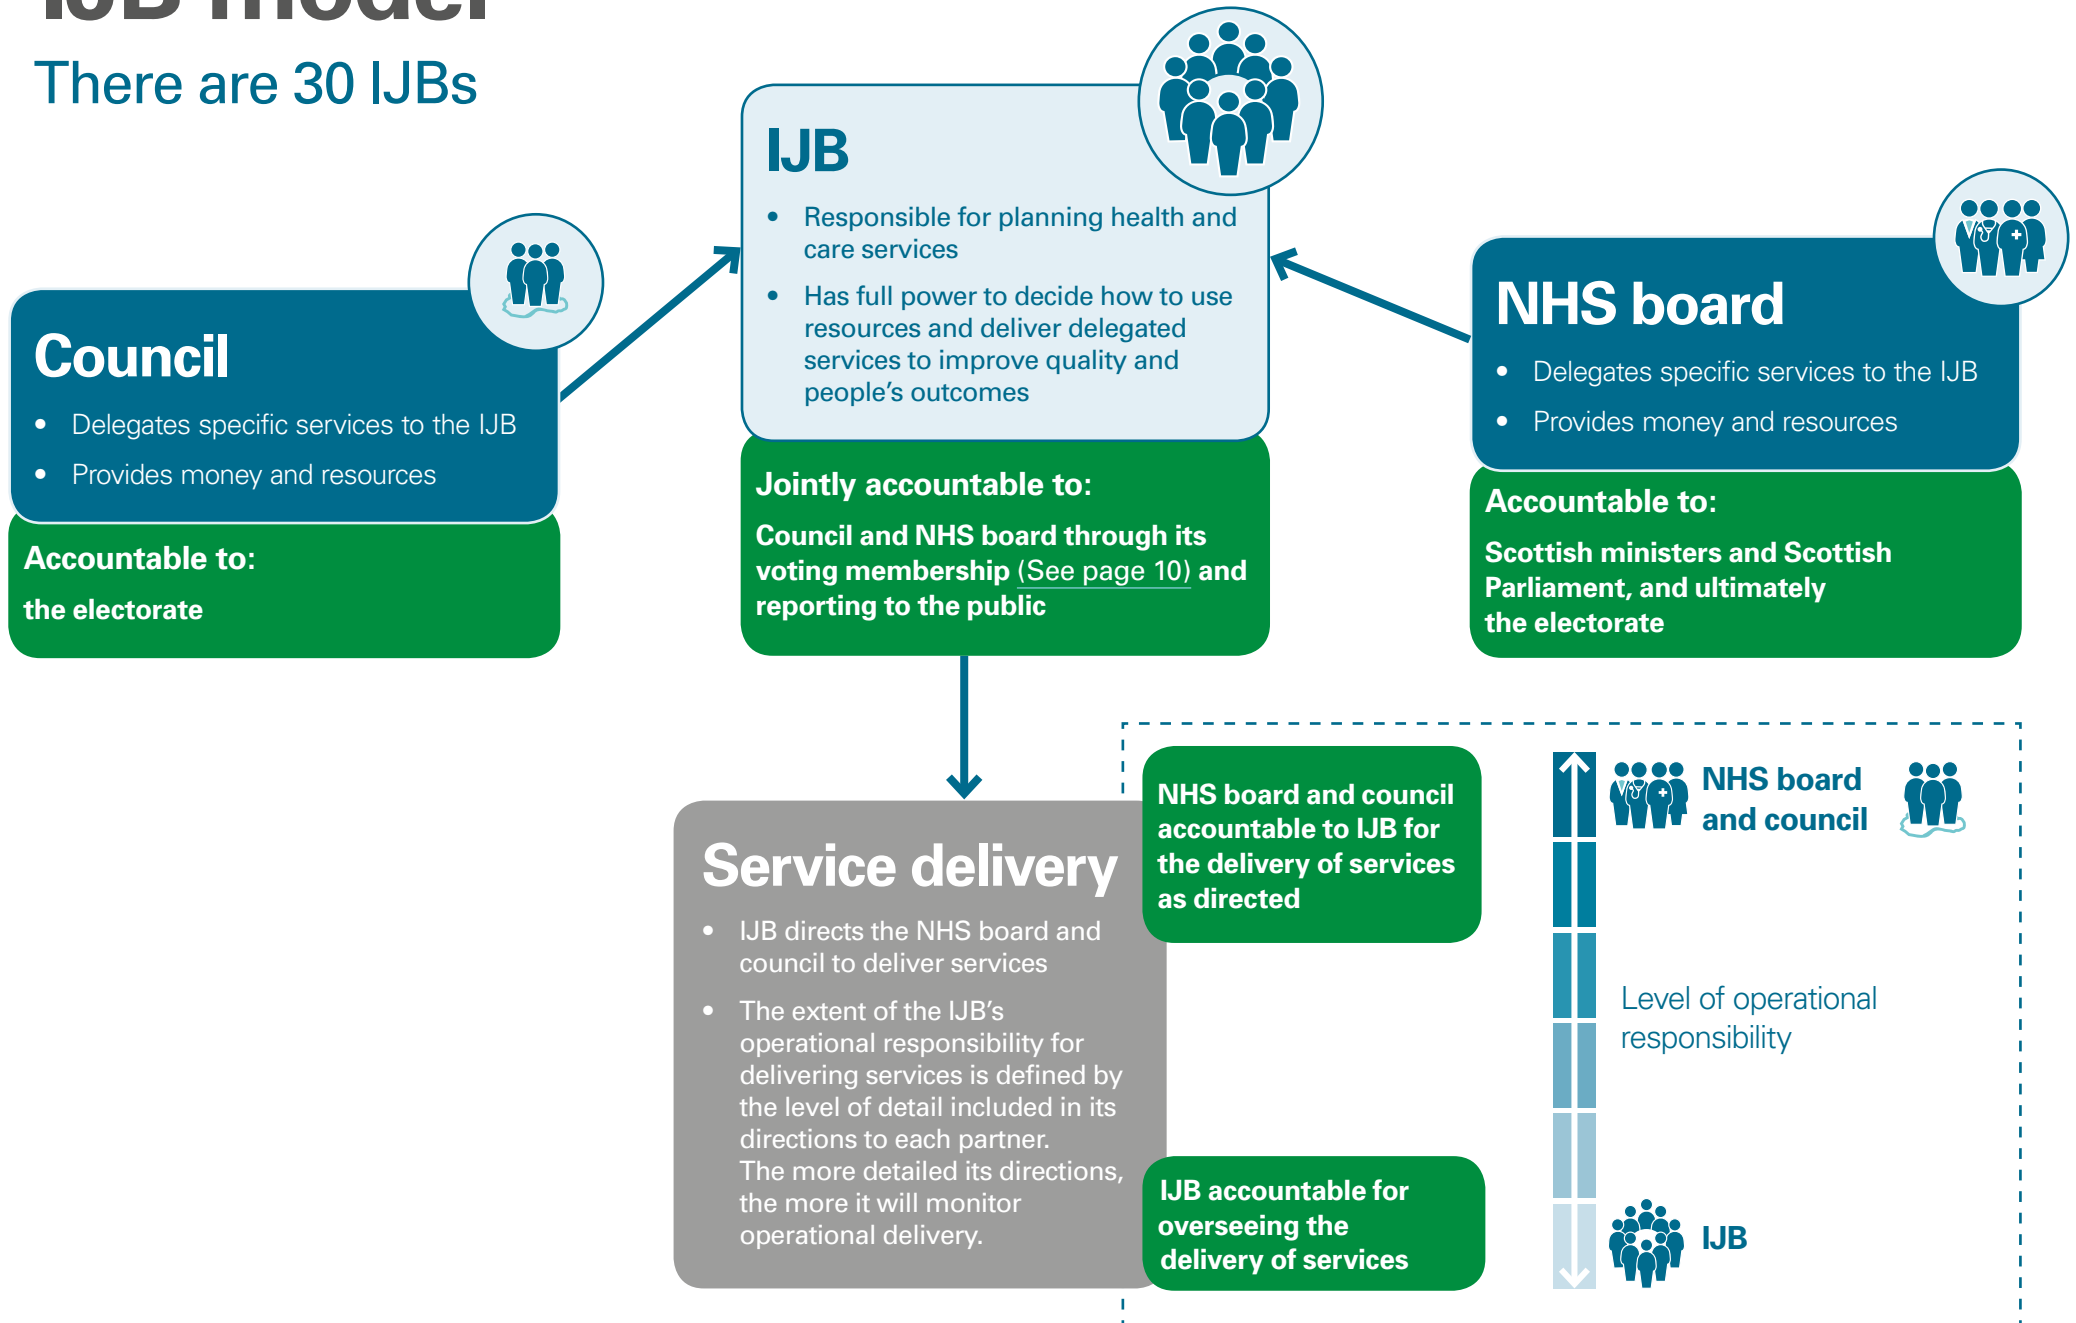 IJB model
There are 30 IJBs
IJB
• Responsible for planning health and
care services
• Has full power to decide how to use
resources and deliver delegated
services to improve quality and
people’s outcomes
Jointly accountable to:
Council and NHS board through its
voting membership (See page 10) and
reporting to the public
Council
• Delegates specific services to the IJB
• Provides money and resources
Accountable to:
the electorate
NHS board
• Delegates specific services to the IJB
• Provides money and resources
Accountable to:
Scottish ministers and Scottish
Parliament, and ultimately
the electorate
Service delivery
• IJB directs the NHS board and
council to deliver services
• The extent of the IJB’s
operational responsibility for
delivering services is defined by
the level of detail included in its
directions to each partner.
The more detailed its directions,
the more it will monitor
operational delivery.
NHS board and council
accountable to IJB for
the delivery of services
as directed
IJB accountable for
overseeing the
delivery of services
NHS board
and council
Level of operational
responsibility
IJB